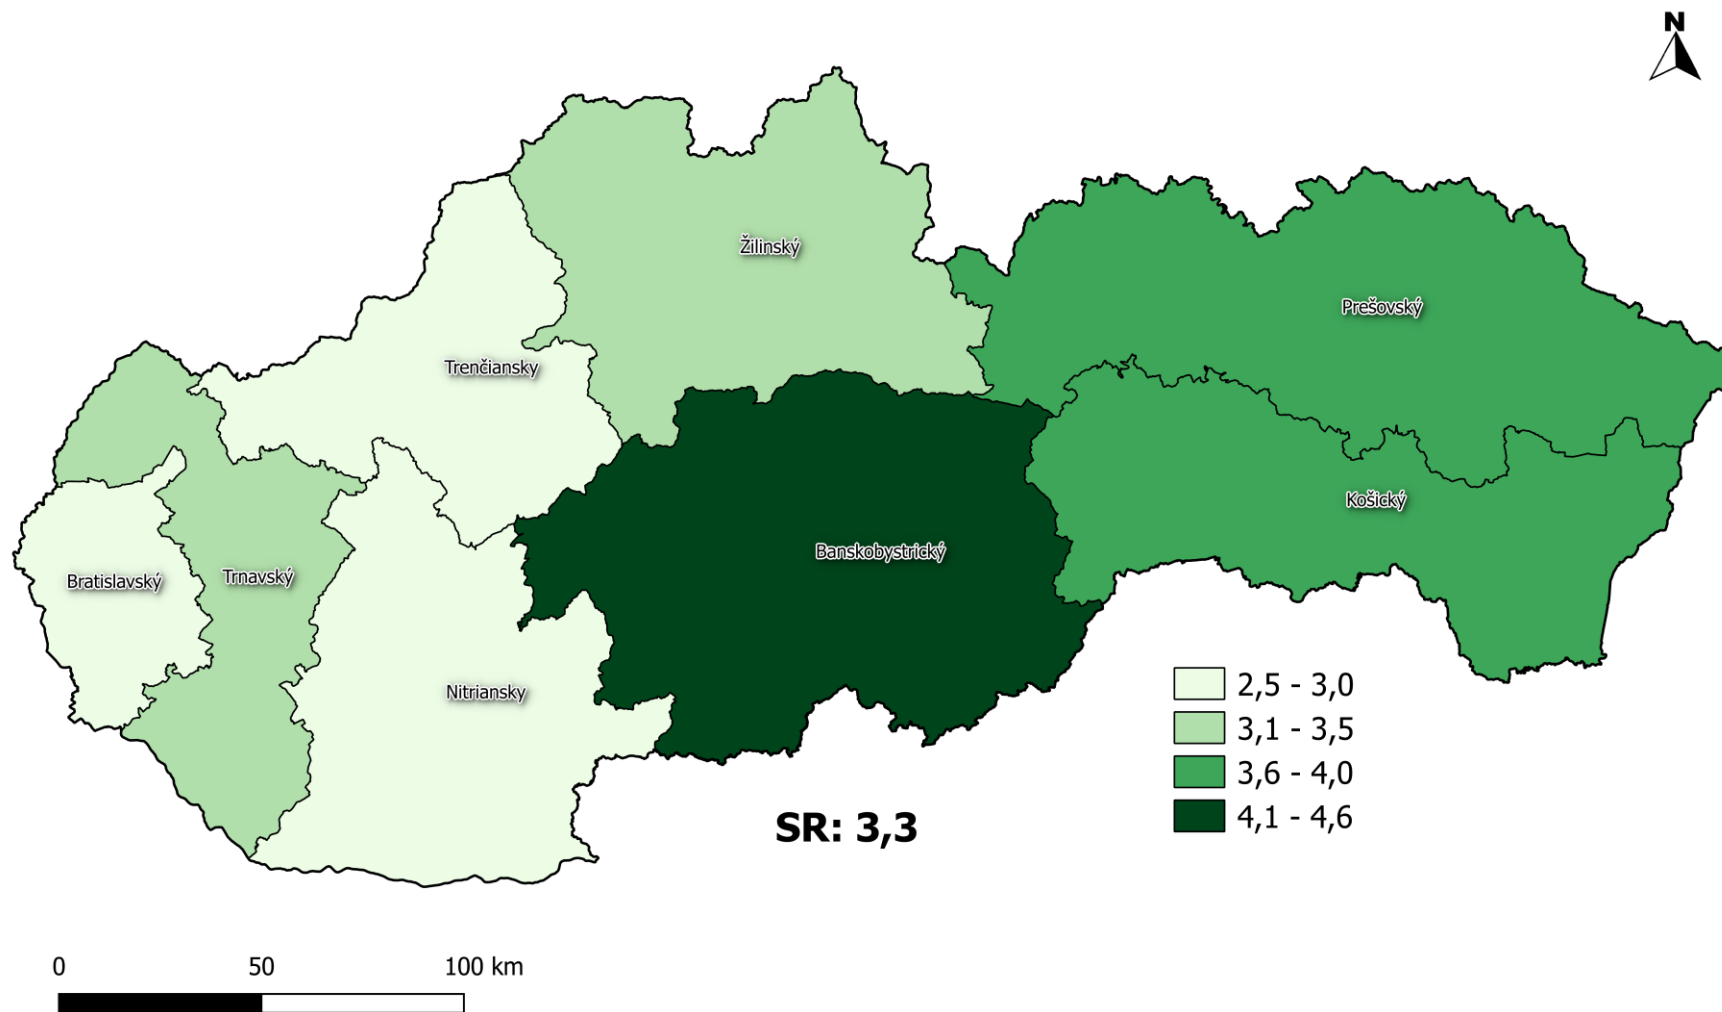 N
Žilinský
Prešovský
Trenčiansky
Košický
Banskobystrický
Trnavský
Bratislavský
Nitriansky
2,5 - 3,0
3,1 - 3,5
3,6 - 4,0
4,1 - 4,6
SR: 3,3
0 50 100 km